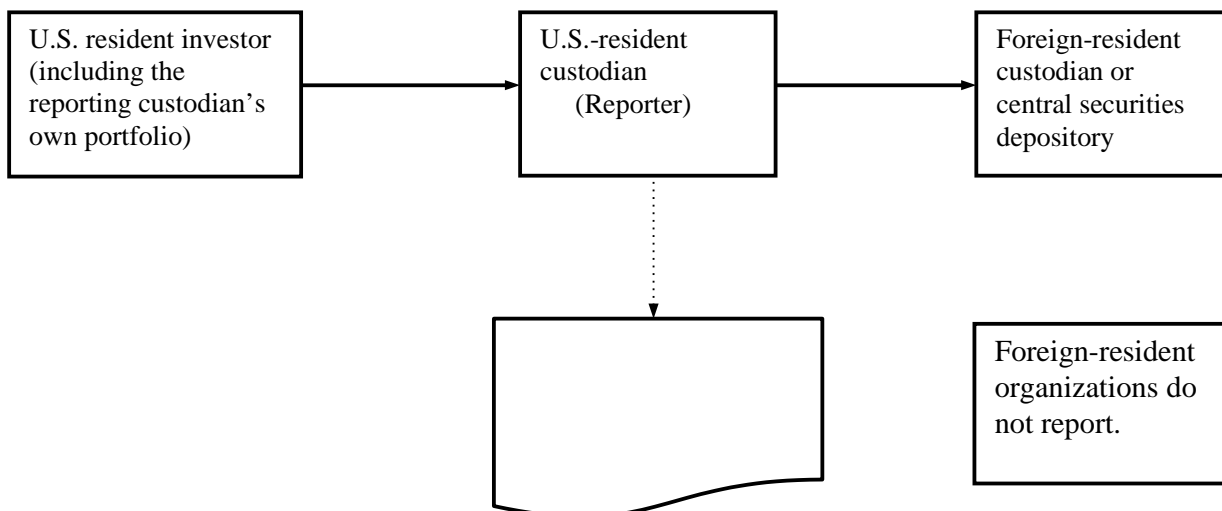 U.S. resident investor
(including the
reporting custodian’s
own portfolio)
U.S.-resident
custodian
(Reporter)
Foreign-resident
custodian or
central securities
depository
Foreign-resident
organizations do
not report.